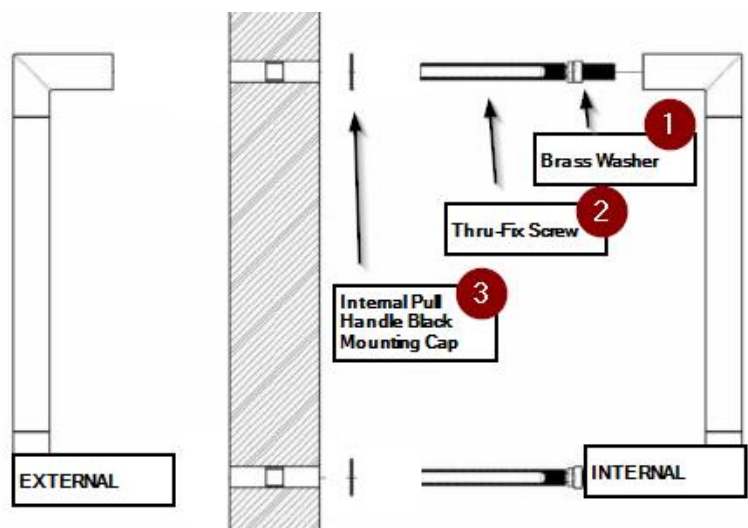 1
Brass Washer
2
Thru-Fix Screw
3
Internal Pull
Handle Black
Mounting Cap
EXTERNAL
INTERNAL